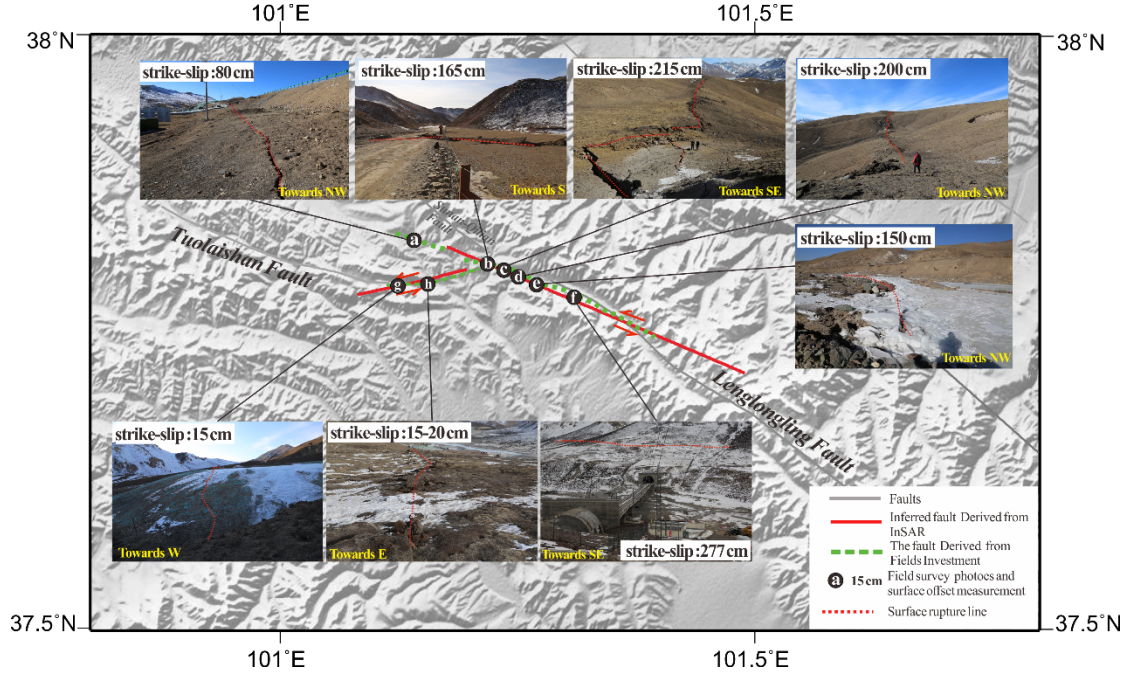 101°E
101.5°E
38°N
38°N
strike-slip :80 cm
Towards NW
strike-slip :165 cm
Towards S
strike-slip :215 cm
Towards SE
strike-slip :200 cm
Towards NW
Fault
Tuolaishan Fault
a
b
c
d
e
f
g
h
strike-slip :150 cm
Towards NW
Lenglongling Fault
strike-slip :15 cm
Towards W
strike-slip :15-20 cm
Towards E
Towards SE
strike-slip :277 cm
Faults
Inferred fault Derived from
InSAR
The fault Derived from
Fields Investment
a 15 cm Field survey photoes and
surface offset measurement
Surface rupture line
37.5°N
37.5°N
101°E
101.5°E